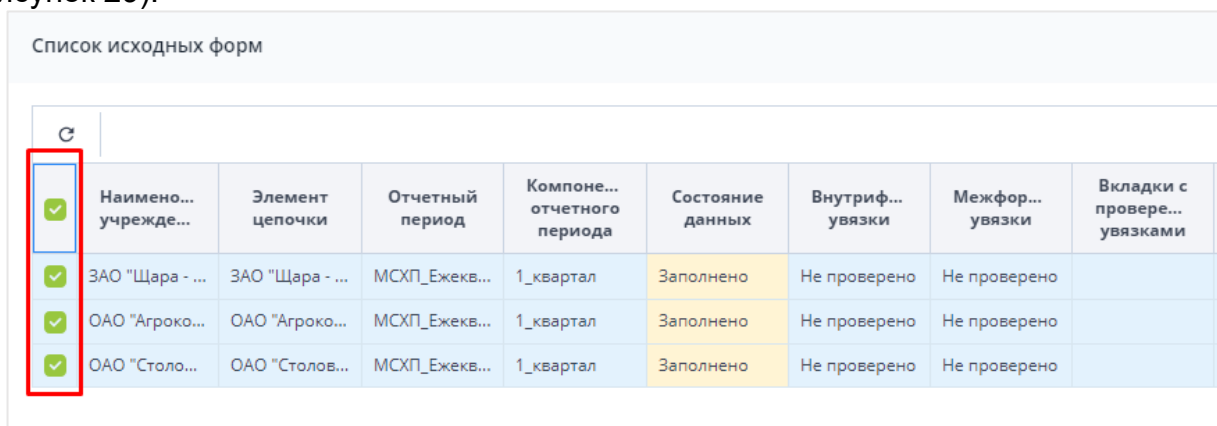 Список исходных форм
Наимено... учрежде... Элемент цепочки Отчетный период Компоне... отчетного периода Состояние данных Внутриф... увязки Межфор... увязки Вкладки с провере... увязками
ЗАО "Щара - ... ЗАО "Щара - ... МСХП_Ежекв... 1_квартал Заполнено Не проверено Не проверено
ОАО "Агроко... ОАО "Агроко... МСХП_Ежекв... 1_квартал Заполнено Не проверено Не проверено
ОАО "Столо... ОАО "Столов... МСХП_Ежекв... 1_квартал Заполнено Не проверено Не проверено